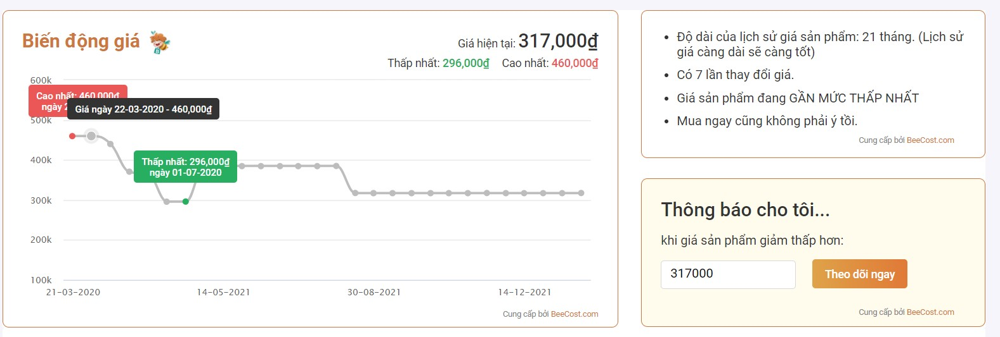 Biến động giá
Giá hiện tại: 317,000₫
Thấp nhất: 296,000₫ Cao nhất: 460,000₫
600k
Cao nhất: 460,000₫
ngày
Giá ngày 22-03-2020 - 460,000₫
500k
400k
Thấp nhất: 296,000₫
ngày 01-07-2020
300k
200k
100k
21-03-2020 14-05-2021 30-08-2021 14-12-2021
Cung cấp bởi BeeCost.com
Độ dài của lịch sử giá sản phẩm: 21 tháng. (Lịch sử
giá càng dài sẽ càng tốt)
Có 7 lần thay đổi giá.
Giá sản phẩm đang GẦN MỨC THẤP NHẤT
Mua ngay cũng không phải ý tồi.
Cung cấp bởi BeeCost.com
Thông báo cho tôi...
khi giá sản phẩm giảm thấp hơn:
317000
Theo dõi ngay
Cung cấp bởi BeeCost.com